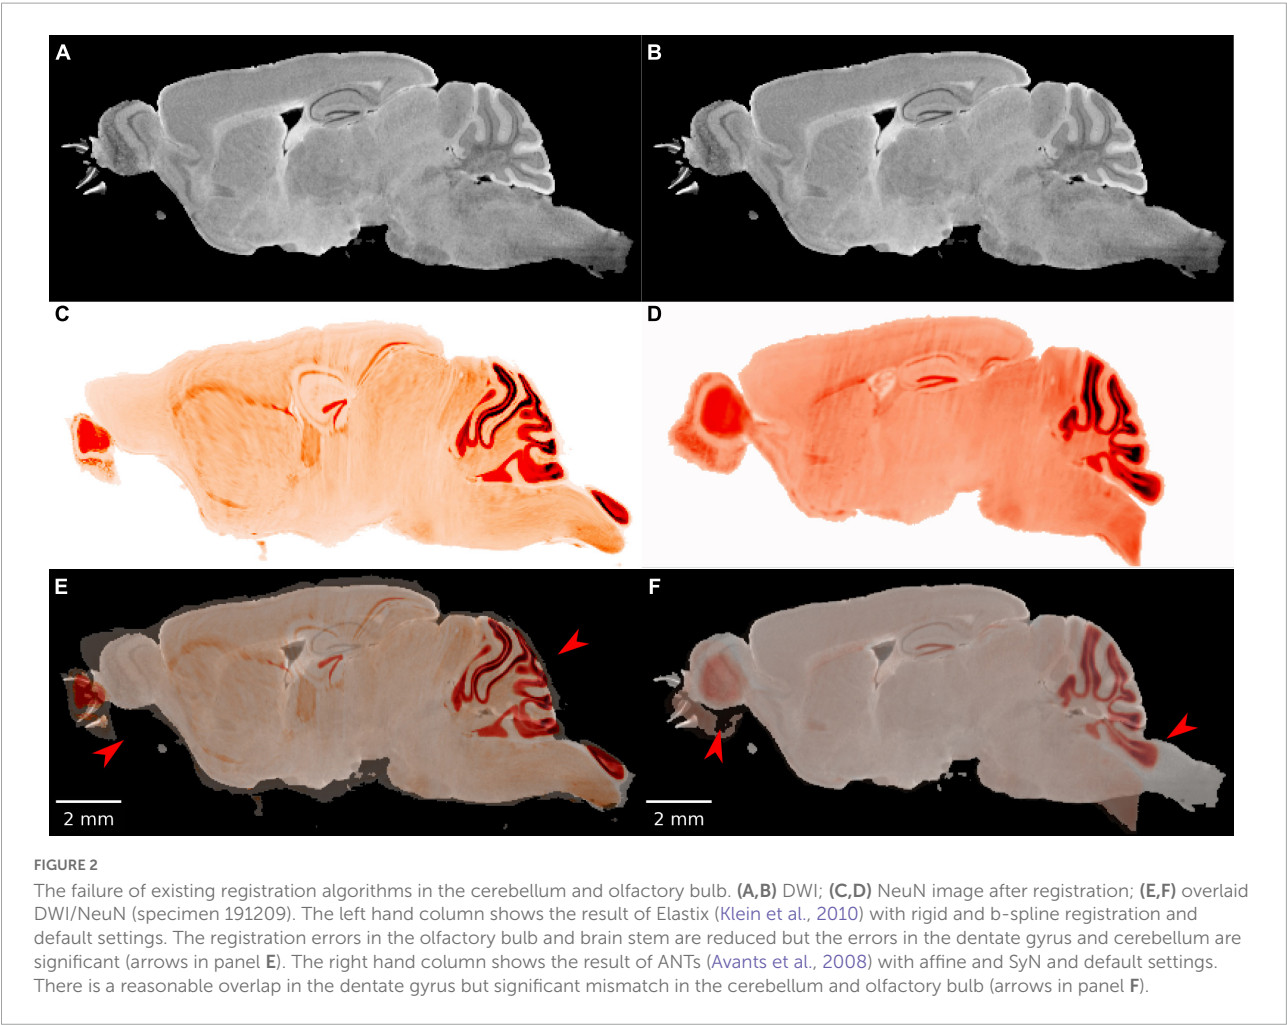 A
B
C
D
E
F
2 mm
2 mm
FIGURE 2
The failure of existing registration algorithms in the cerebellum and olfactory bulb. (A,B) DWI; (C,D) NeuN image after registration; (E,F) overlaid
DWI/NeuN (specimen 191209). The left hand column shows the result of Elastix (Klein et al., 2010) with rigid and b-spline registration and
default settings. The registration errors in the olfactory bulb and brain stem are reduced but the errors in the dentate gyrus and cerebellum are
significant (arrows in panel E). The right hand column shows the result of ANTs (Avants et al., 2008) with affine and SyN and default settings.
There is a reasonable overlap in the dentate gyrus but significant mismatch in the cerebellum and olfactory bulb (arrows in panel F).